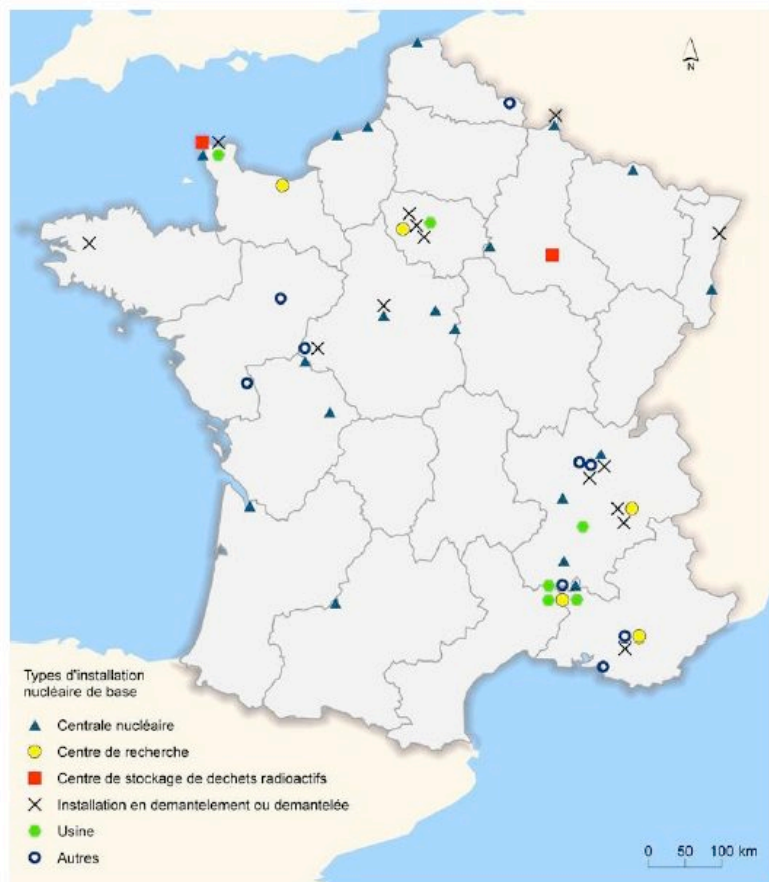 N
Types d'installation
nucléaire de base
Centrale nucléaire
Centre de recherche
Centre de stockage de dechets radioactifs
Installation en demantelement ou demantelée
Usine
Autres
0 50 100 km